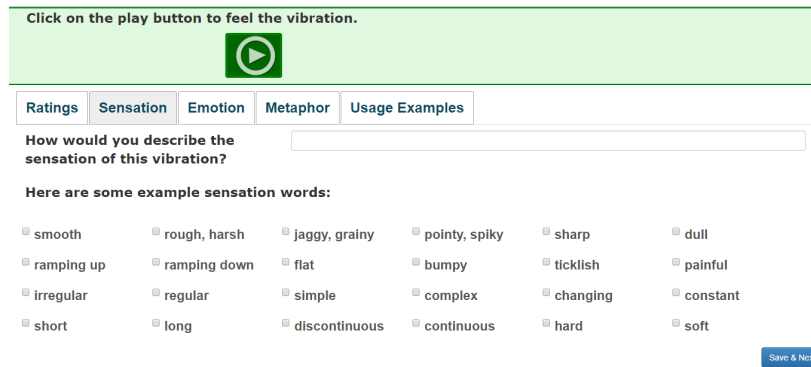 Click on the play button to feel the vibration.
Ratings Sensation Emotion Metaphor Usage Examples
How would you describe the
sensation of this vibration?
Here are some example sensation words:
smooth rough, harsh jaggy, grainy pointy, spiky sharp dull
ramping up ramping down flat bumpy ticklish painful
irregular regular simple complex changing constant
short long discontinuous continuous hard soft
Save & Ne